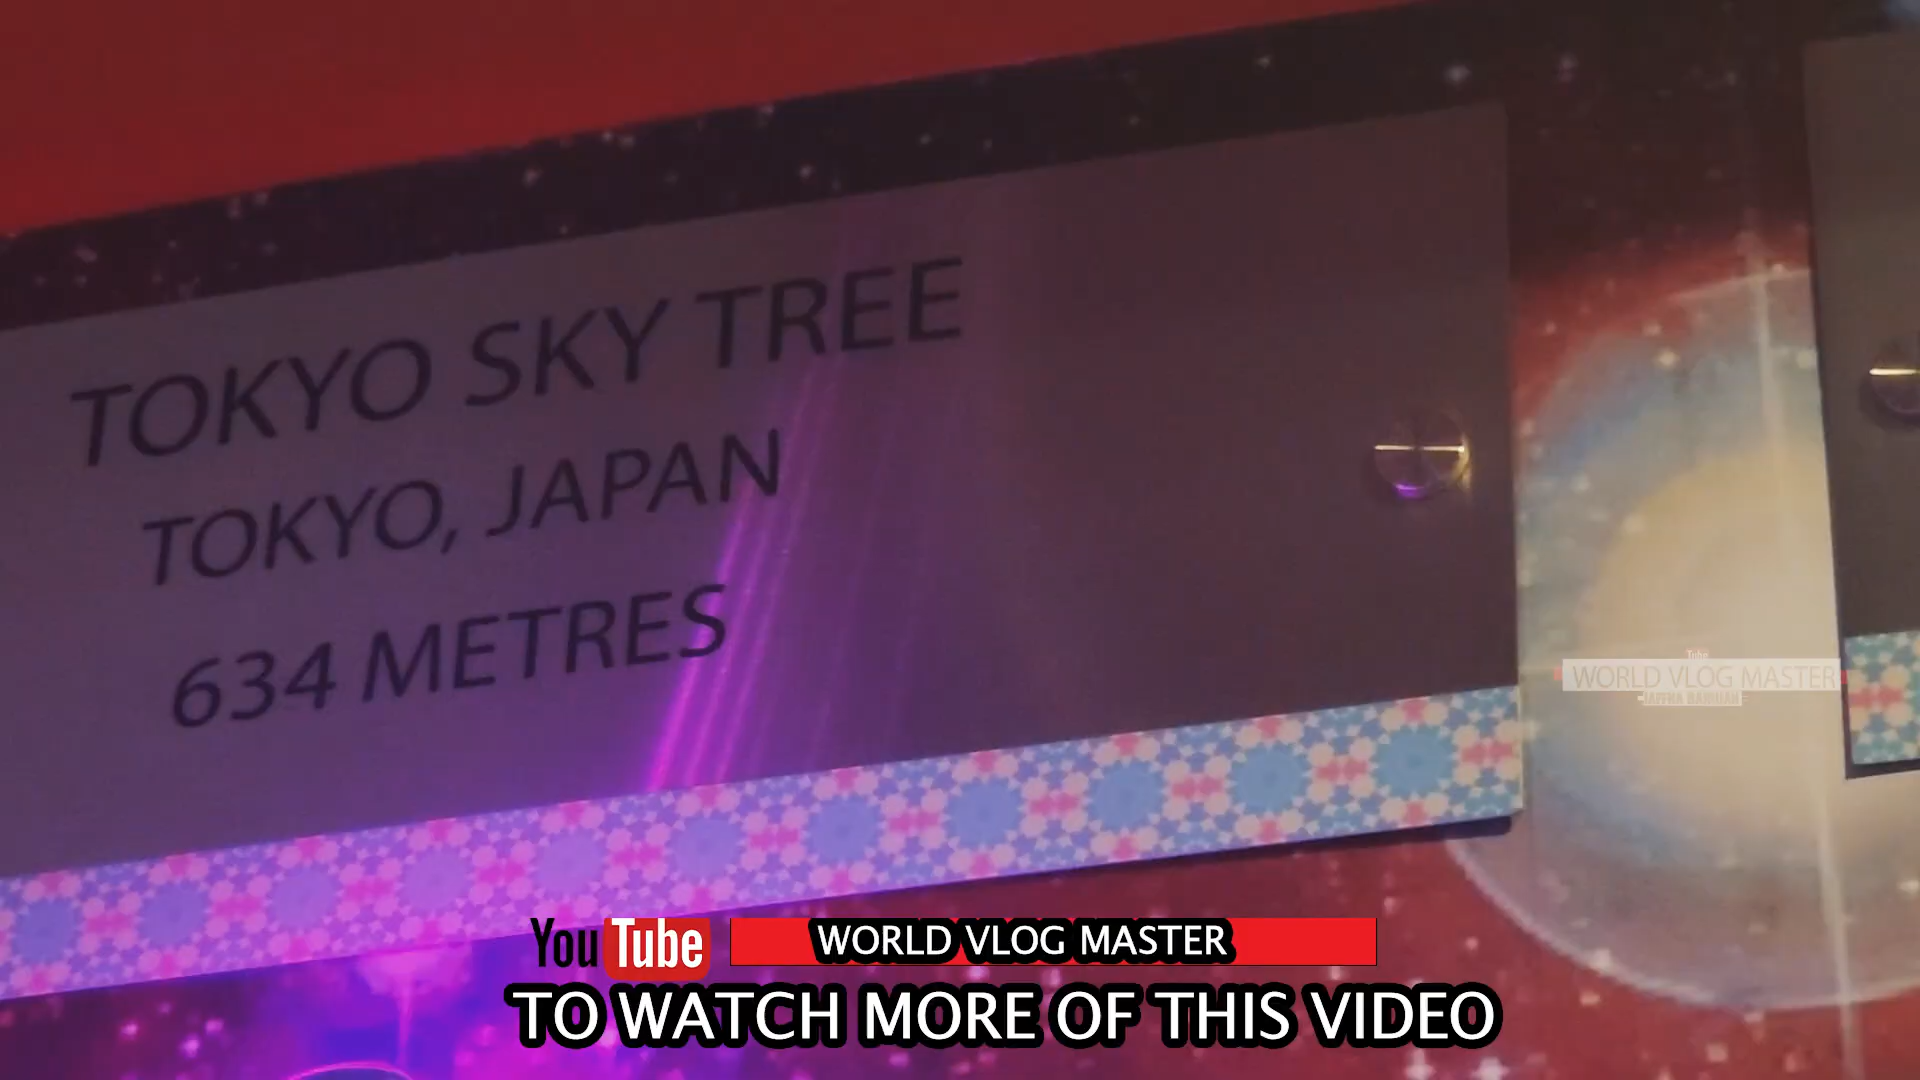 TOKYO SKY TREE
TOKYO, JAPAN
634 METRES
Tube
WORLD VLOG MASTER
YouTube
WORLD VLOG MASTER
TO WATCH MORE OF THIS VIDEO